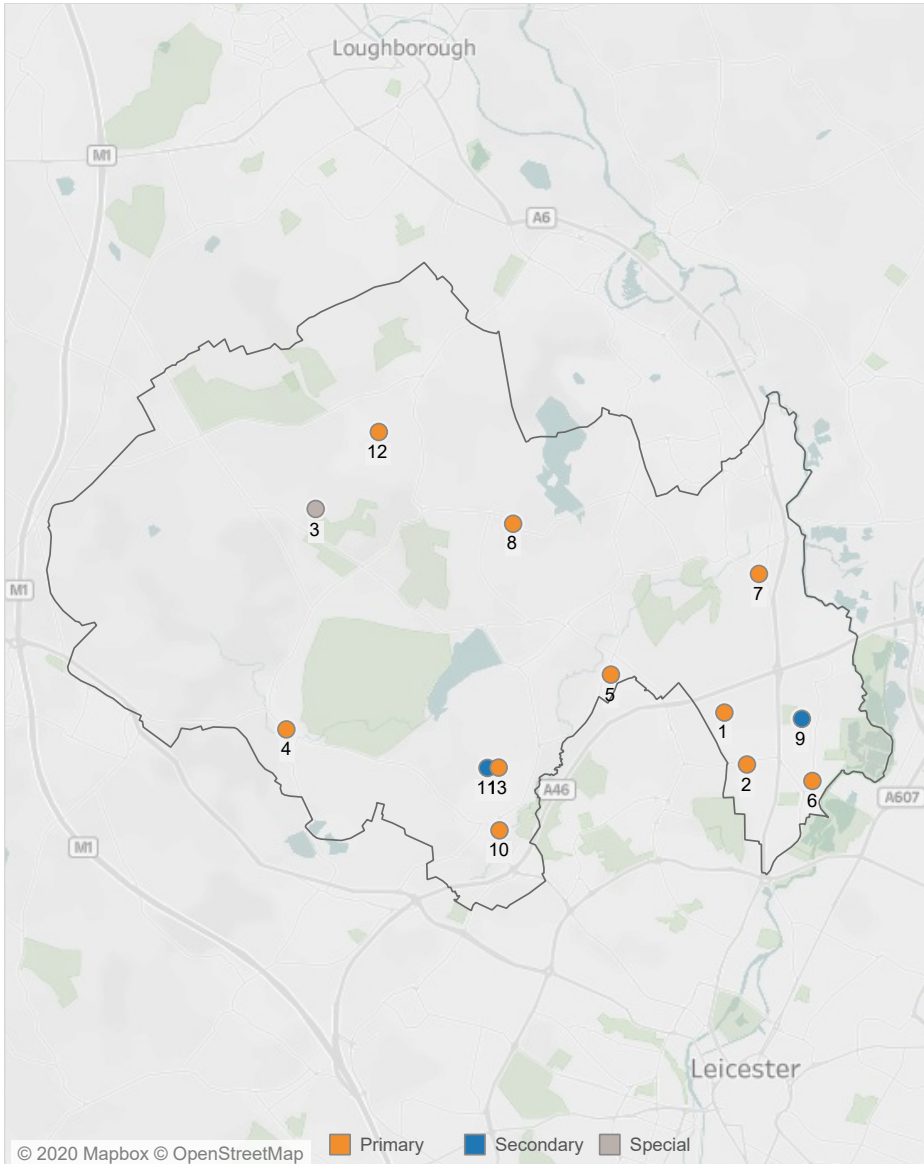 Loughborough
M1
A6
12
3
8
M1
7
5
1
9
4
2
1113
A46
6
A607
M1
10
Leicester
© 2020 Mapbox © OpenStreetMap
Primary
Secondary
Special